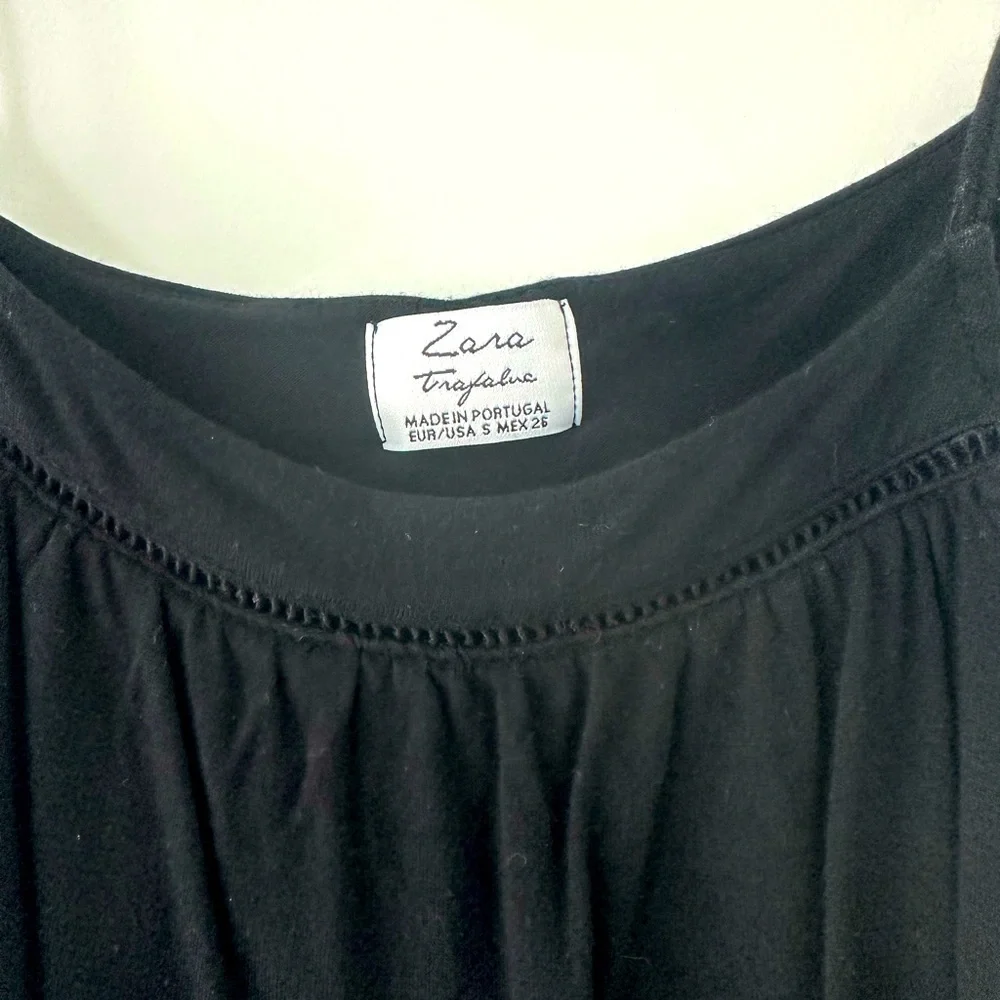 Zara
Trafaluc
MADE IN PORTUGAL
EUR/USA S MEX 26